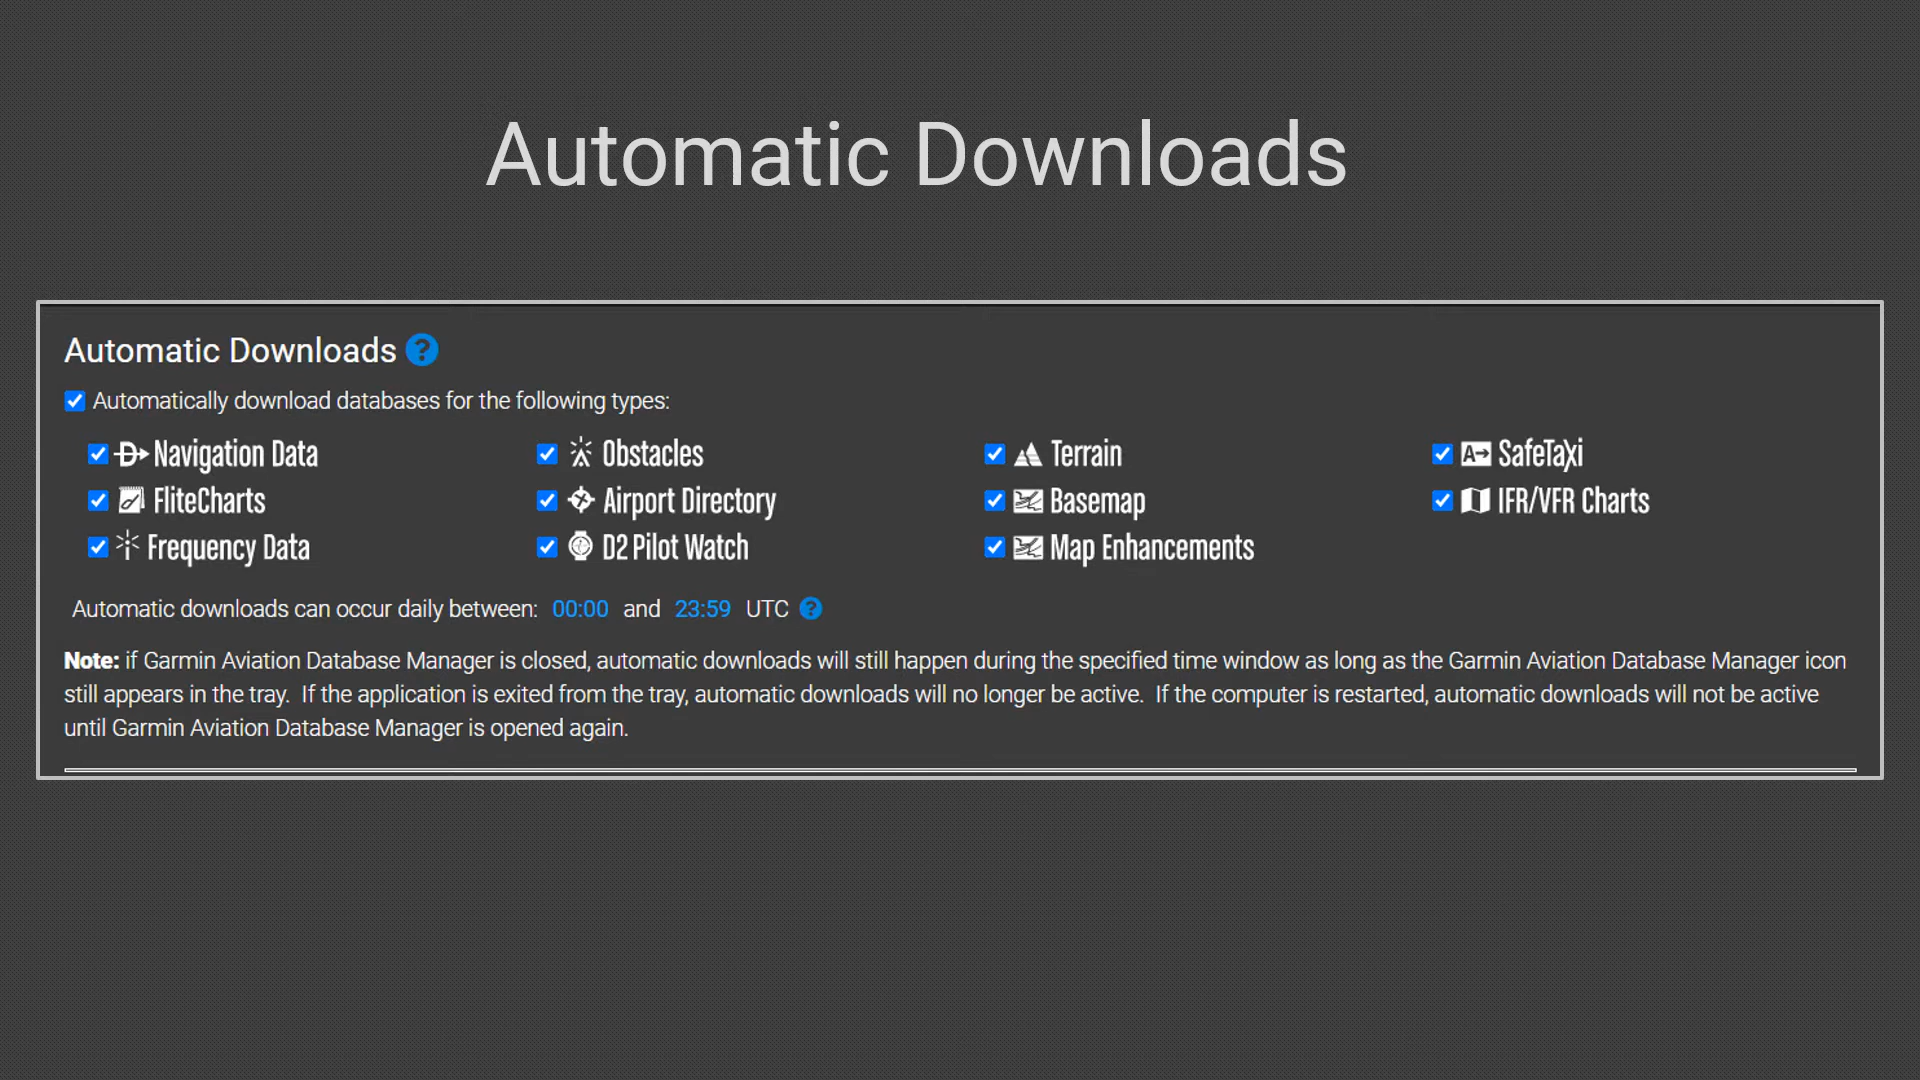 Automatic Downloads
Automatic Downloads ?
Automatically download databases for the following types:
Navigation Data Obstacles Terrain A SafeTaxi
FliteCharts Airport Directory Basemap IFR/VFR Charts
Frequency Data D2 Pilot Watch Map Enhancements
Automatic downloads can occur daily between: 00:00 and 23:59 UTC ?
Note: if Garmin Aviation Database Manager is closed, automatic downloads will still happen during the specified time window as long as the Garmin Aviation Database Manager icon
still appears in the tray. If the application is exited from the tray, automatic downloads will no longer be active. If the computer is restarted, automatic downloads will not be active
until Garmin Aviation Database Manager is opened again.